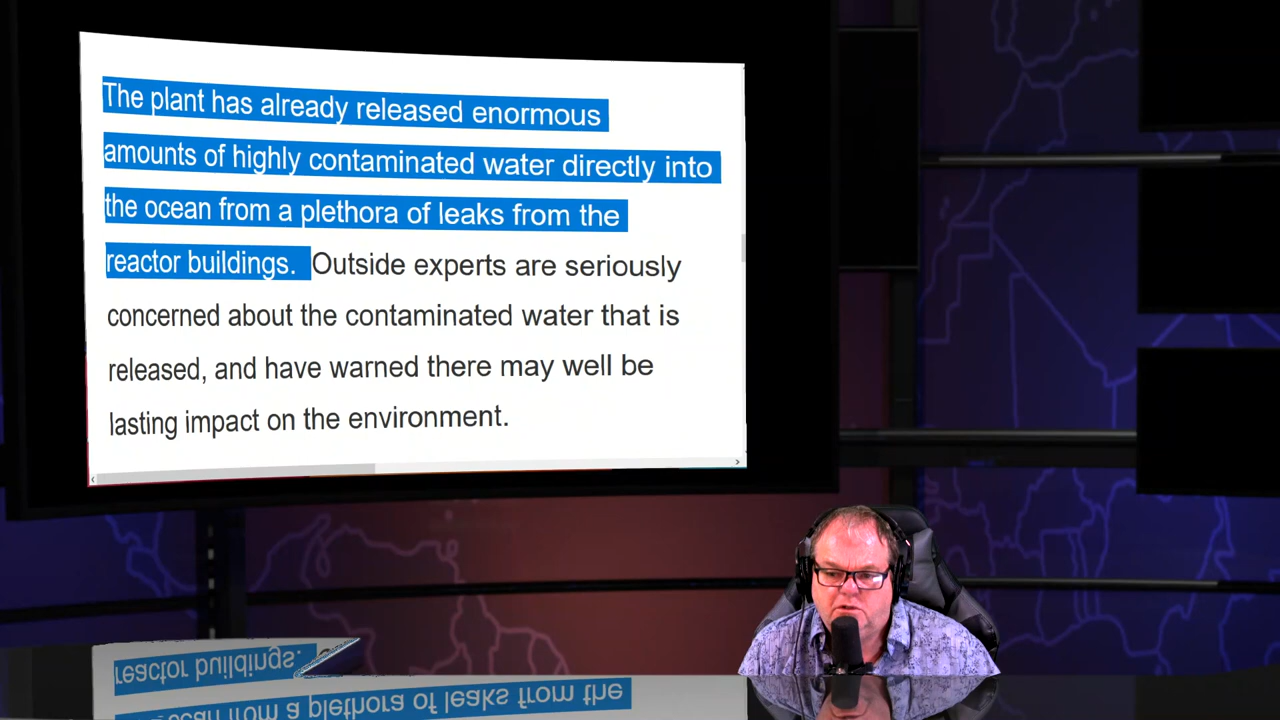 The plant has already released enormous
amounts of highly contaminated water directly into
the ocean from a plethora of leaks from the
reactor buildings. Outside experts are seriously
concerned about the contaminated water that is
released, and have warned there may well be
lasting impact on the environment.
reactor buildings.
ocean from a plethora of leaks from the